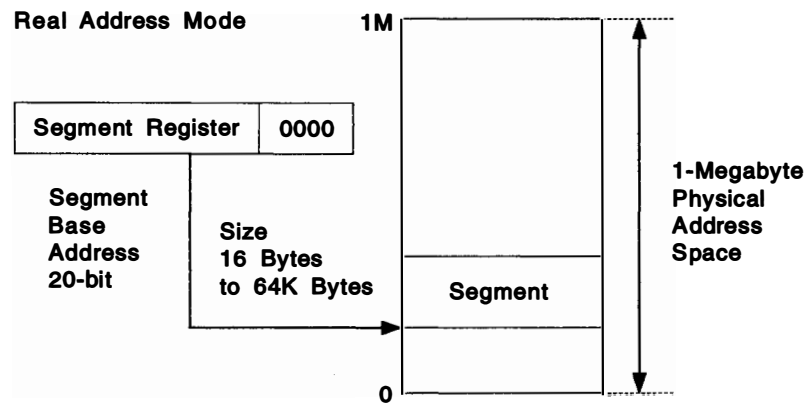 Real Address Mode
1M
Segment Register 0000
Segment
Base
Address
20-bit
Size
16 Bytes
to 64K Bytes
Segment
1-Megabyte
Physical
Address
Space
0